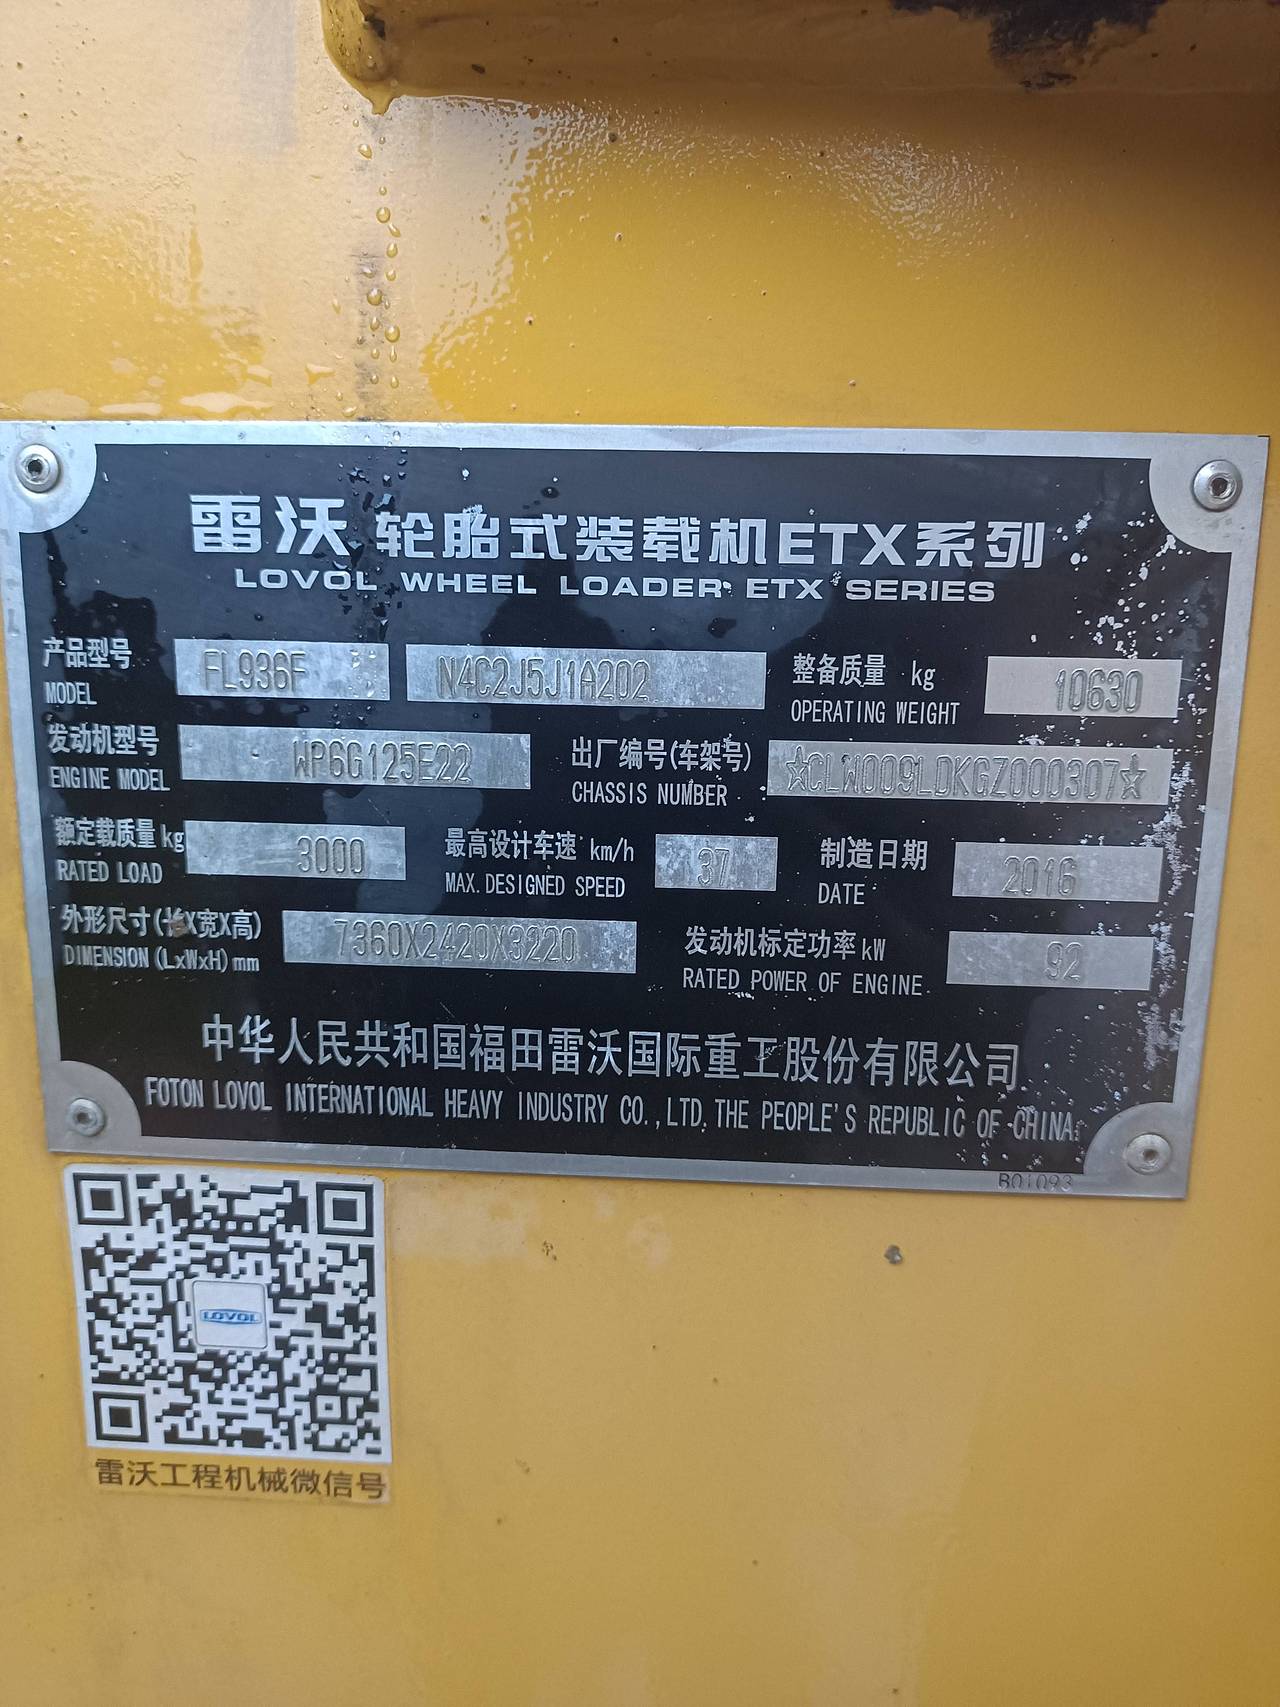 雷沃 轮胎式装载机ETX系列
LOVOL WHEEL LOADER ETX SERIES
产品型号 FL936F N4C2J5J1A202 整备质量 kg 10630
MODEL OPERATING WEIGHT
发动机型号 WP6G125E22 出厂编号(车架号) ☆CLW009LDKGZ000307☆
ENGINE MODEL CHASSIS NUMBER
额定载质量 kg 3000 最高设计车速 km/h 37 制造日期 2016
RATED LOAD MAX.DESIGNED SPEED DATE
外形尺寸(长X宽X高) 7360X2420X3220 发动机标定功率 kW 92
DIMENSION (LxWxH) mm RATED POWER OF ENGINE
中华人民共和国福田雷沃国际重工股份有限公司
FOTON LOVOL INTERNATIONAL HEAVY INDUSTRY CO.,LTD.THE PEOPLE'S REPUBLIC OF CHINA
B01093
LOVOL
雷沃工程机械微信号